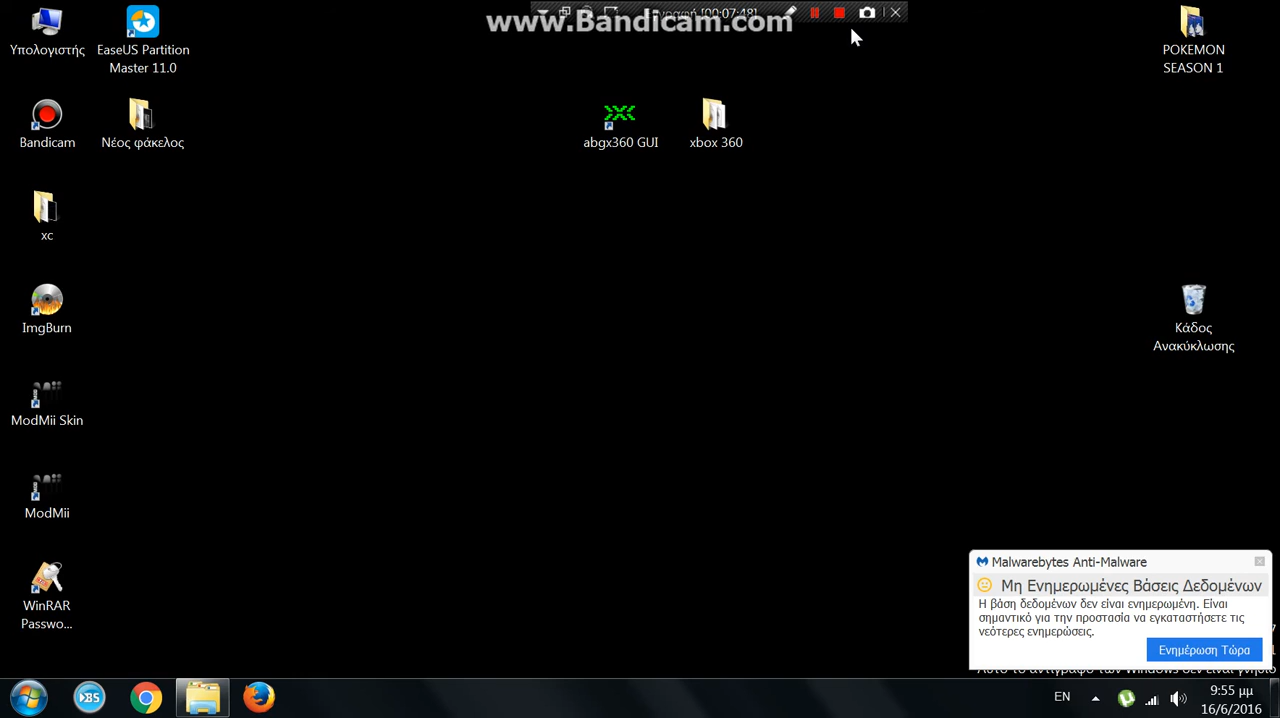 www.Bandicam.com
[00:07:48]
Υπολογιστής
EaseUS Partition
Master 11.0
POKEMON
SEASON 1
Bandicam
Νέος φάκελος
abgx360 GUI
xbox 360
xc
ImgBurn
Κάδος
Ανακύκλωσης
ModMii Skin
ModMii
WinRAR
Passwo...
Malwarebytes Anti-Malware
Μη Ενημερωμένες Βάσεις Δεδομένων
Η βάση δεδομένων δεν είναι ενημερωμένη. Είναι
σημαντικό για την προστασία να εγκαταστήσετε τις
νεότερες ενημερώσεις.
Ενημέρωση Τώρα
EN
9:55 μμ
16/6/2016